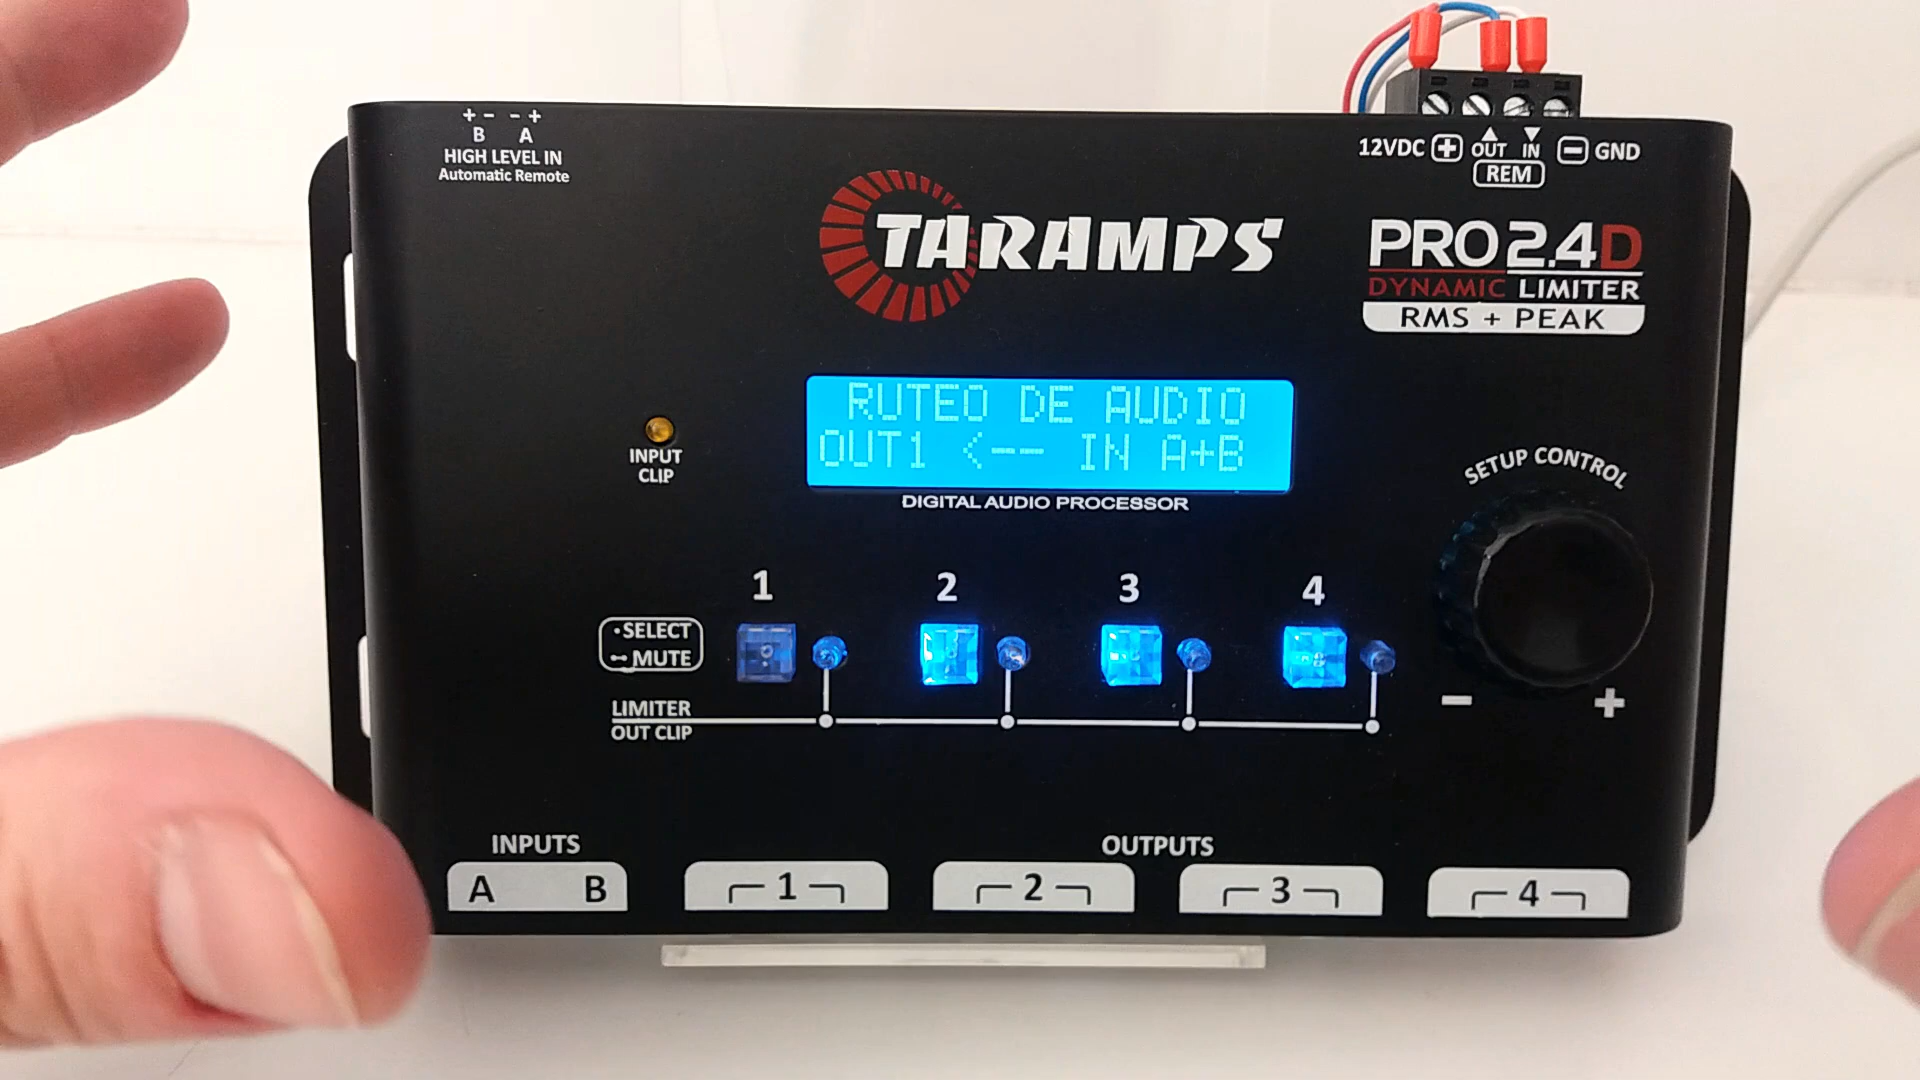 + - - +
B A
HIGH LEVEL IN
Automatic Remote
12VDC + OUT IN - GND
REM
TARAMPS
PRO 2.4D
DYNAMIC LIMITER
RMS + PEAK
RUTEO DE AUDIO
OUT1 <-- IN A+B
DIGITAL AUDIO PROCESSOR
INPUT
CLIP
SETUP CONTROL
- +
1 2 3 4
SELECT
MUTE
LIMITER
OUT CLIP
INPUTS
A B
OUTPUTS
1 2 3 4